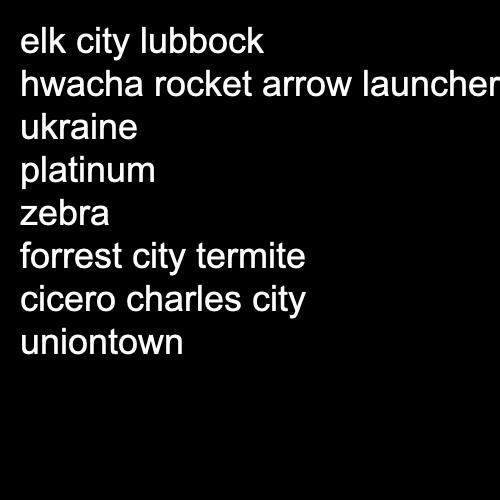 elk city lubbock
hwacha rocket arrow launcher
ukraine
platinum
zebra
forrest city termite
cicero charles city
uniontown